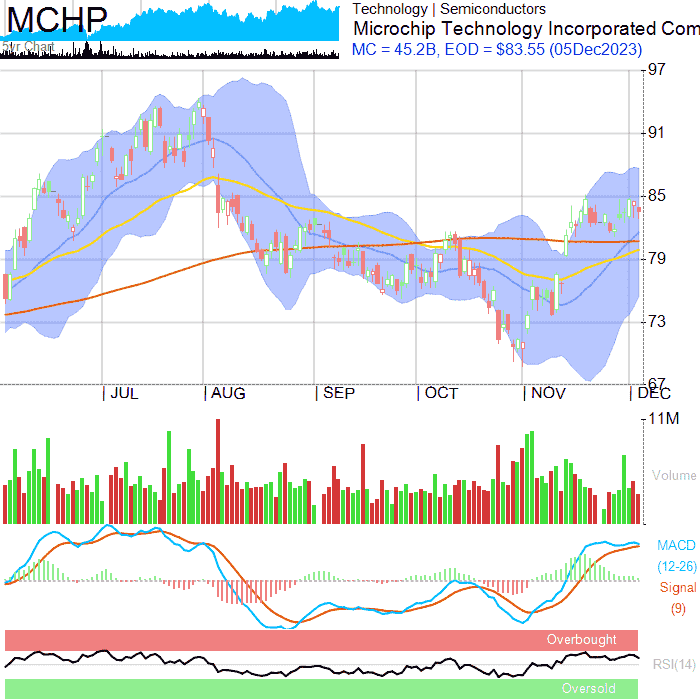 MCHP
5yr Chart
Technology | Semiconductors
Microchip Technology Incorporated Com
MC = 45.2B, EOD = $83.55 (05Dec2023)
97
91
85
79
73
67
JUL
AUG
SEP
OCT
NOV
DEC
11M
Volume
MACD
(12-26)
Signal
(9)
Overbought
RSI(14)
Oversold